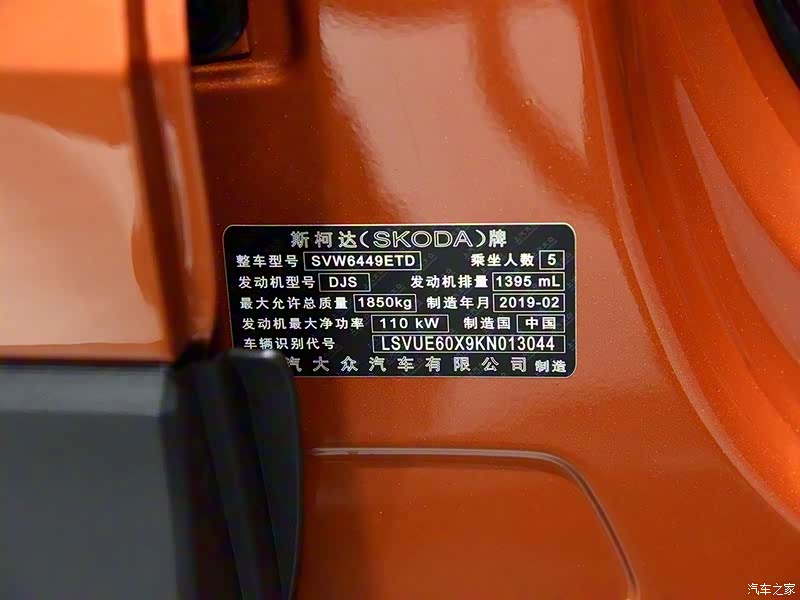 斯柯达(SKODA)牌
整车型号 SVW6449ETD 乘坐人数 5
发动机型号 DJS 发动机排量 1395 mL
最大允许总质量 1850kg 制造年月 2019-02
发动机最大净功率 110 kW 制造国 中国
车辆识别代号 LSVUE60X9KN013044
汽大众汽车有限公司 制造
汽车之家